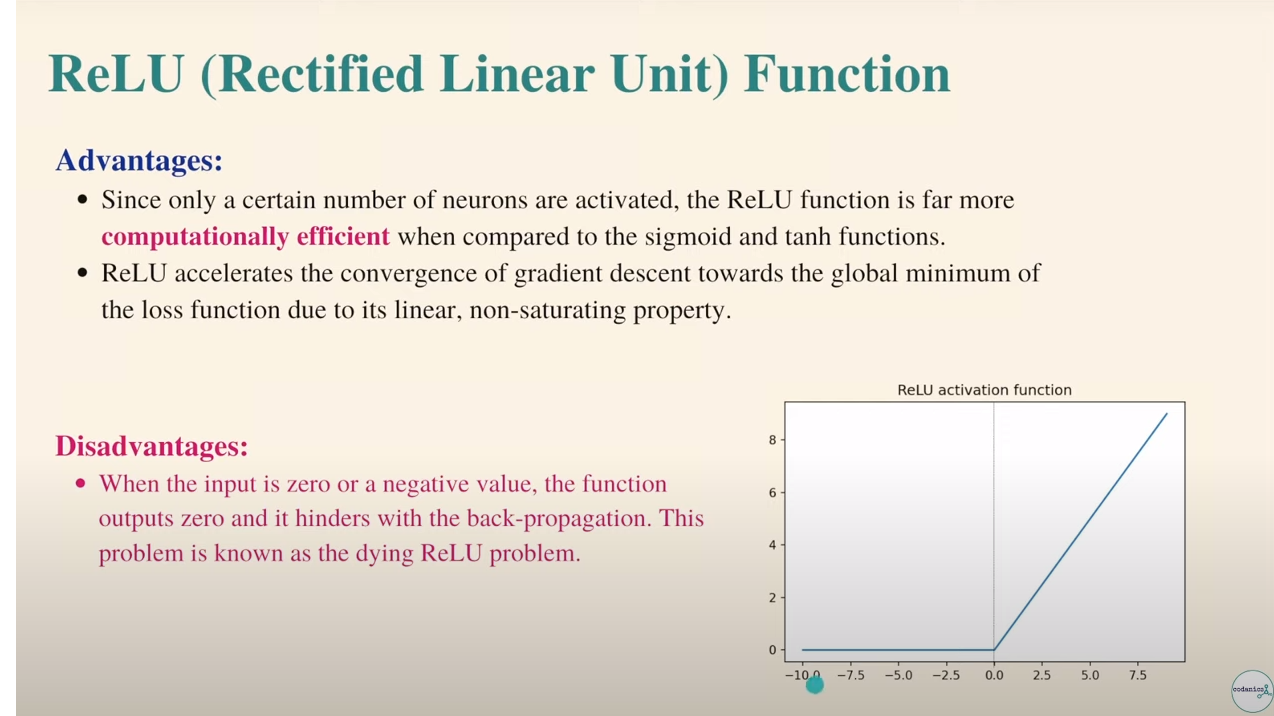 ReLU (Rectified Linear Unit) Function
Advantages:
• Since only a certain number of neurons are activated, the ReLU function is far more
computationally efficient when compared to the sigmoid and tanh functions.
• ReLU accelerates the convergence of gradient descent towards the global minimum of
the loss function due to its linear, non-saturating property.
Disadvantages:
• When the input is zero or a negative value, the function
outputs zero and it hinders with the back-propagation. This
problem is known as the dying ReLU problem.
ReLU activation function
8
6
4
2
0
−10.0 −7.5 −5.0 −2.5 0.0 2.5 5.0 7.5
codanics